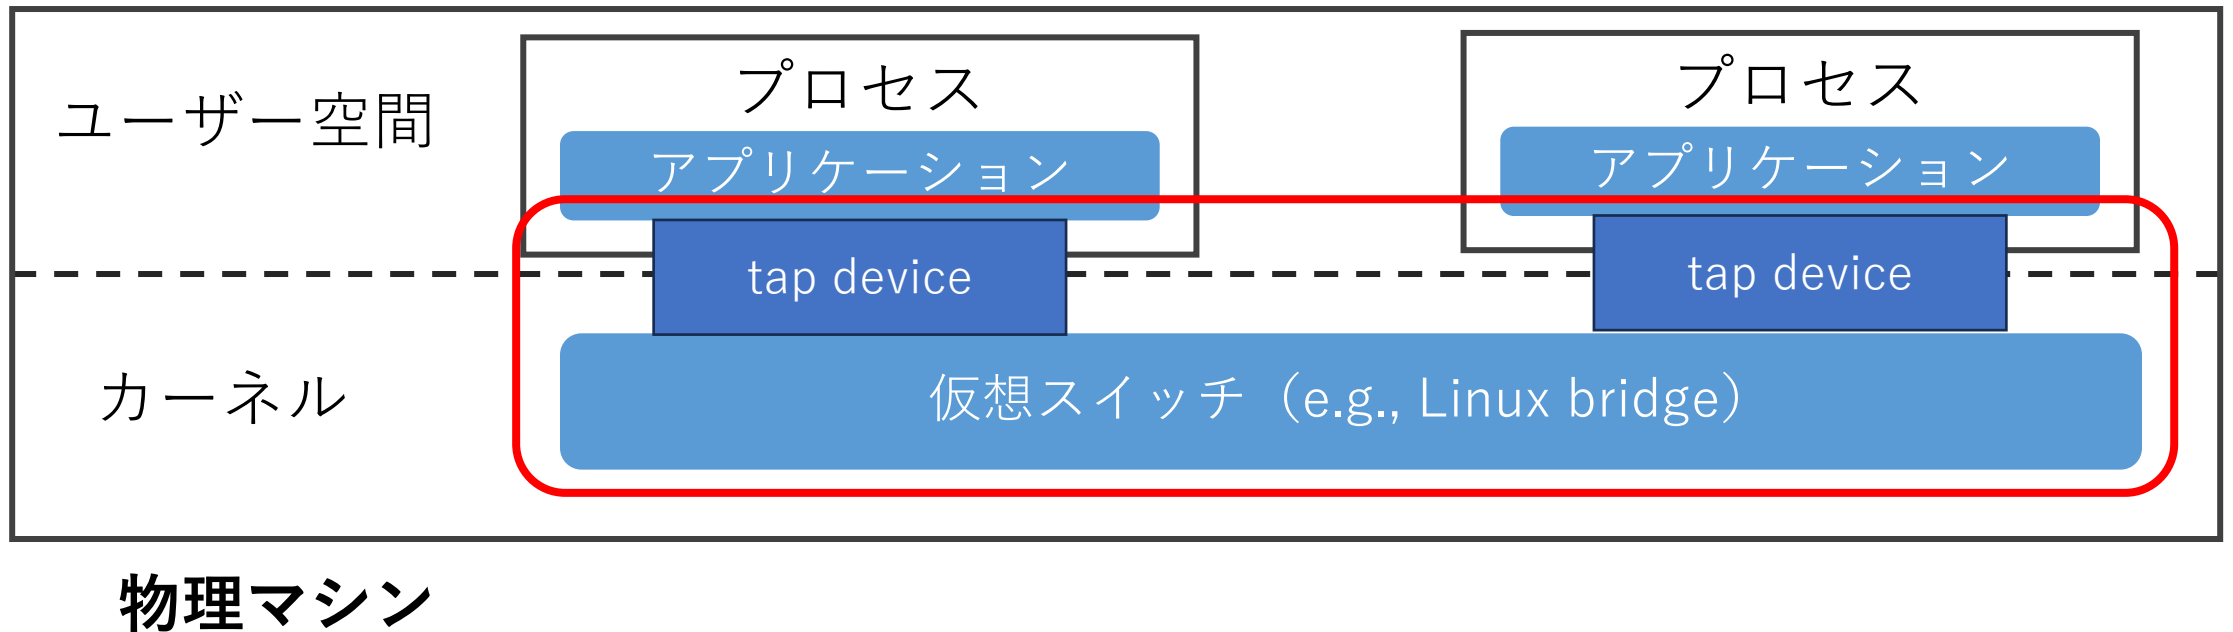 プロセス
プロセス
ユーザー空間
アプリケーション
アプリケーション
tap device
tap device
カーネル
仮想スイッチ（e.g., Linux bridge）
物理マシン